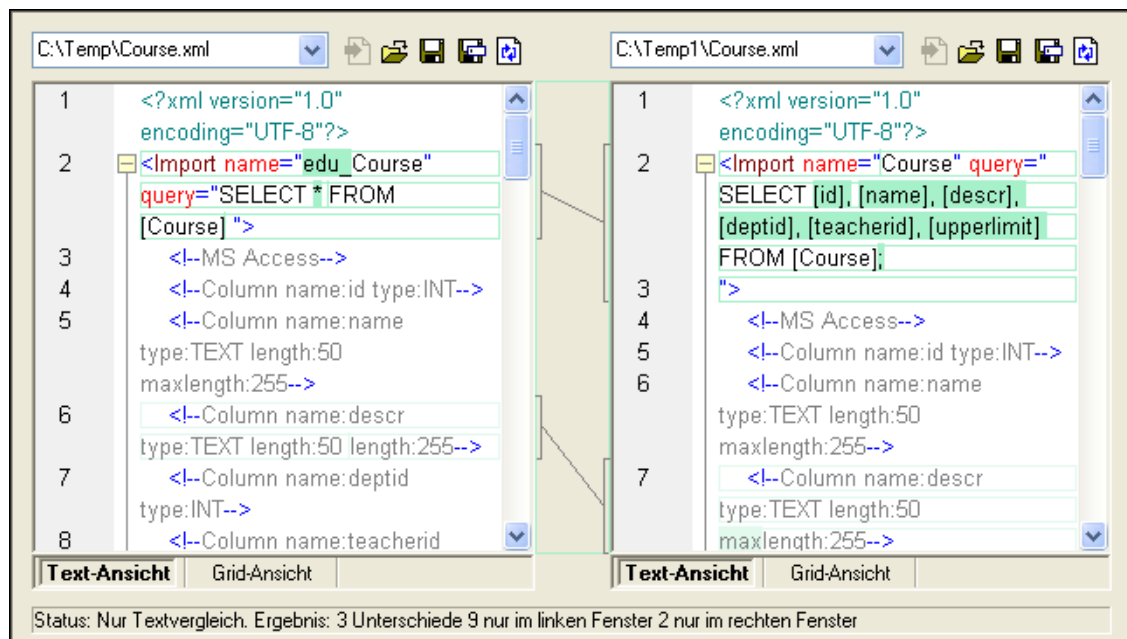 C:\Temp\Course.xml
1 <?xml version="1.0"
encoding="UTF-8"?>
2 <Import name="edu_Course"
query="SELECT * FROM
[Course] ">
3 <!--MS Access-->
4 <!--Column name:id type:INT-->
5 <!--Column name:name
type:TEXT length:50
maxlength:255-->
6 <!--Column name:descr
type:TEXT length:50 length:255-->
7 <!--Column name:deptid
type:INT-->
8 <!--Column name:teacherid
Text-Ansicht Grid-Ansicht
C:\Temp1\Course.xml
1 <?xml version="1.0"
encoding="UTF-8"?>
2 <Import name="Course" query="
SELECT [id], [name], [descr],
[deptid], [teacherid], [upperlimit]
FROM [Course];
3 ">
4 <!--MS Access-->
5 <!--Column name:id type:INT-->
6 <!--Column name:name
type:TEXT length:50
maxlength:255-->
7 <!--Column name:descr
type:TEXT length:50
maxlength:255-->
Text-Ansicht Grid-Ansicht
Status: Nur Textvergleich. Ergebnis: 3 Unterschiede 9 nur im linken Fenster 2 nur im rechten Fenster